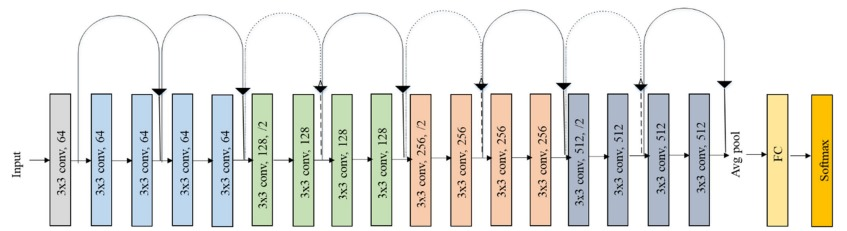 Input
3x3 conv, 64
3x3 conv, 64
3x3 conv, 64
3x3 conv, 64
3x3 conv, 64
3x3 conv, 128, /2
3x3 conv, 128
3x3 conv, 128
3x3 conv, 128
3x3 conv, 256, /2
3x3 conv, 256
3x3 conv, 256
3x3 conv, 256
3x3 conv, 512, /2
3x3 conv, 512
3x3 conv, 512
3x3 conv, 512
Avg pool
FC
Softmax